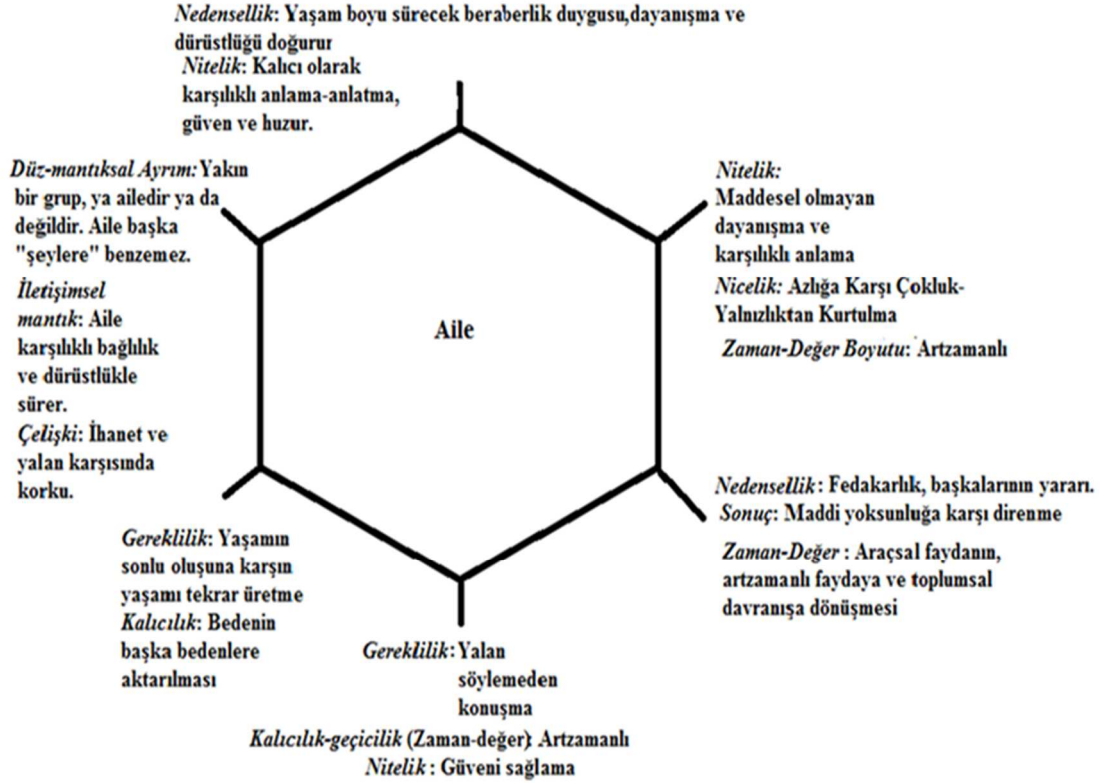 Nedensellik: Yaşam boyu sürecek beraberlik duygusu,dayanışma ve
dürüstlüğü doğurur
Nitelik: Kalıcı olarak
karşılıklı anlama-anlatma,
güven ve huzur.
Düz-mantıksal Ayrım: Yakın
bir grup, ya ailedir ya da
değildir. Aile başka
"şeylere" benzemez.
İletişimsel
mantık: Aile
karşılıklı bağlılık
ve dürüstlükle
sürer.
Çelişki: İhanet ve
yalan karşısında
korku.
Aile
Nitelik:
Maddesel olmayan
dayanışma ve
karşılıklı anlama
Nicelik: Azlığa Karşı Çokluk-
Yalnızlıktan Kurtulma
Zaman-Değer Boyutu: Artzamanlı
Nedensellik: Fedakarlık, başkalarının yararı.
Sonuç: Maddi yoksunluğa karşı direnme
Zaman-Değer : Araçsal faydanın,
artzamanlı faydaya ve toplumsal
davranışa dönüşmesi
Gereklilik: Yaşamın
sonlu oluşuna karşın
yaşamı tekrar üretme
Kalıcılık: Bedenin
başka bedenlere
aktarılması
Gereklilik: Yalan
söylemeden
konuşma
Kalıcılık-geçicilik (Zaman-değer): Artzamanlı
Nitelik : Güveni sağlama